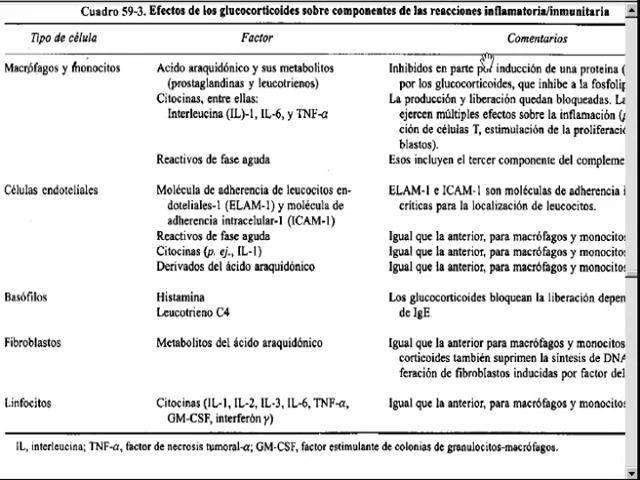 Cuadro 59-3. Efectos de los glucocorticoides sobre componentes de las reacciones inflamatoria/inmunitaria
Tipo de célula Factor Comentarios
Macrófagos y monocitos Acido araquidónico y sus metabolitos Inhibidos en parte por inducción de una proteina (
(prostaglandinas y leucotrienos) por los glucocorticoides, que inhibe a la fosfolip
Citocinas, entre ellas: La producción y liberación quedan bloqueadas. La
Interleucina (IL)-1, IL-6, y TNF-α ejercen múltiples efectos sobre la inflamación (
ción de células T, estimulación de la proliferaci
blastos).
Reactivos de fase aguda Esos incluyen el tercer componente del compleme
Células endoteliales Molécula de adherencia de leucocitos en- ELAM-1 e ICAM-1 son moléculas de adherencia i
doteliales-1 (ELAM-1) y molécula de críticas para la localización de leucocitos.
adherencia intracelular-1 (ICAM-1)
Reactivos de fase aguda Igual que la anterior, para macrófagos y monocito
Citocinas (p. ej., IL-1) Igual que la anterior, para macrófagos y monocitos
Derivados del ácido araquidónico Igual que la anterior, para macrófagos y monocitos
Basófilos Histamina Los glucocorticoides bloquean la liberación depen
Leucotrieno C4 de IgE
Fibroblastos Metabolitos del ácido araquidónico Igual que la anterior para macrófagos y monocitos
corticoides también suprimen la síntesis de DNA
feración de fibroblastos inducidas por factor del
Linfocitos Citocinas (IL-1, IL-2, IL-3, IL-6, TNF-α, Igual que la anterior, para macrófagos y monocitos
GM-CSF, interferón γ)
IL, interleucina; TNF-α, factor de necrosis tumoral-α; GM-CSF, factor estimulante de colonias de granulocitos-macrófagos.